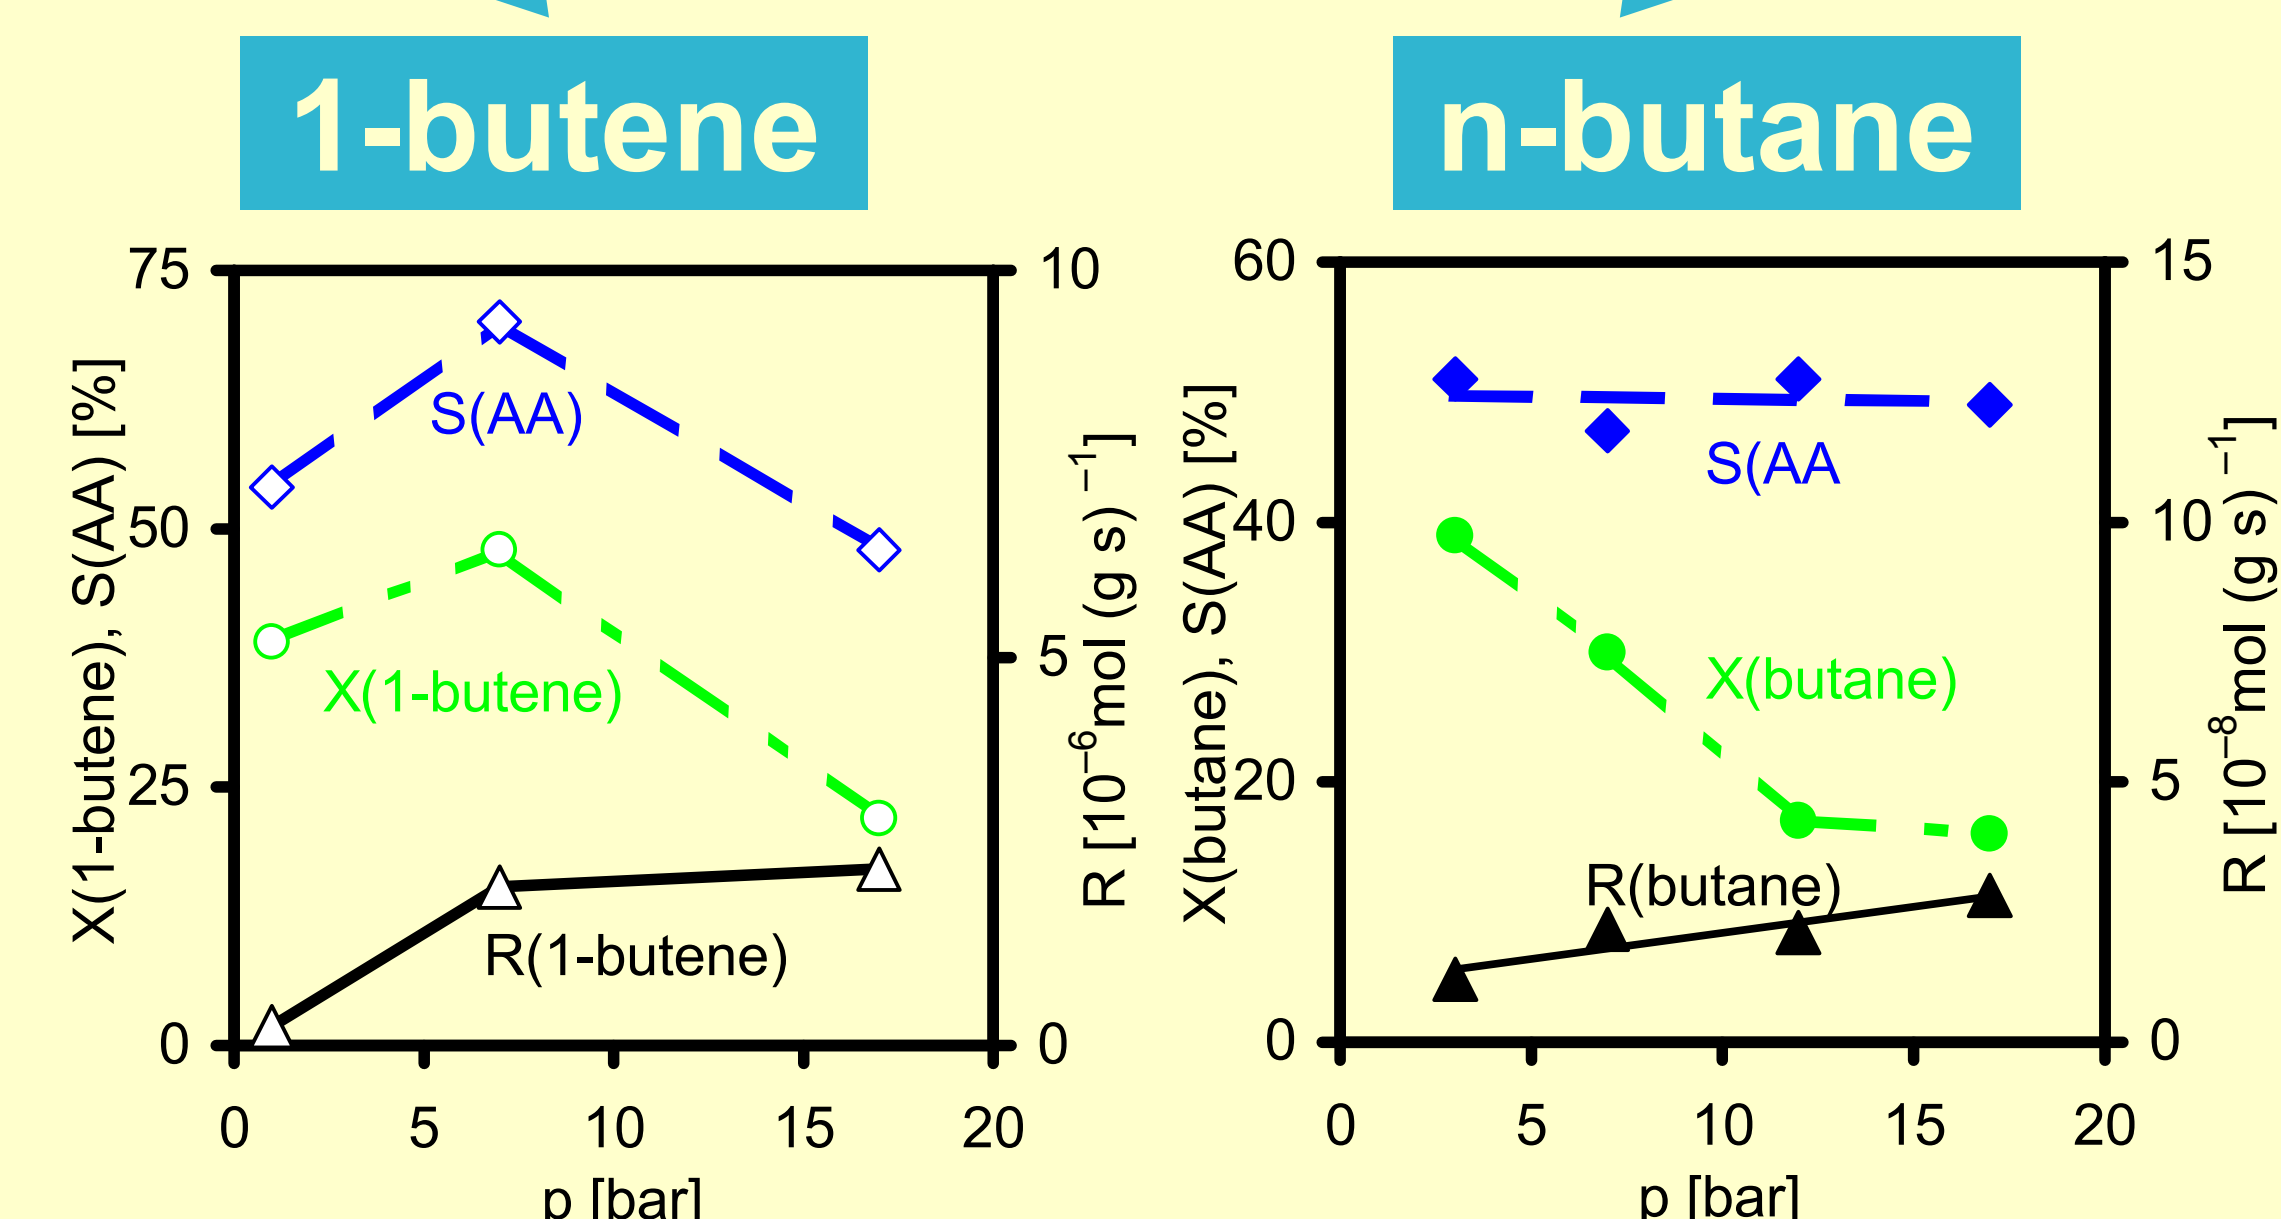 1-butene
75
50
25
0
X(1-butene), S(AA) [%]
S(AA)
X(1-butene)
R(1-butene)
10
5
0
R [10⁻⁶mol (g s)⁻¹]
0 5 10 15 20
p [bar]
n-butane
60
40
20
0
X(butane), S(AA) [%]
S(AA
X(butane)
R(butane)
15
10
5
0
R [10⁻⁸mol (g s)⁻¹]
0 5 10 15 20
p [bar]